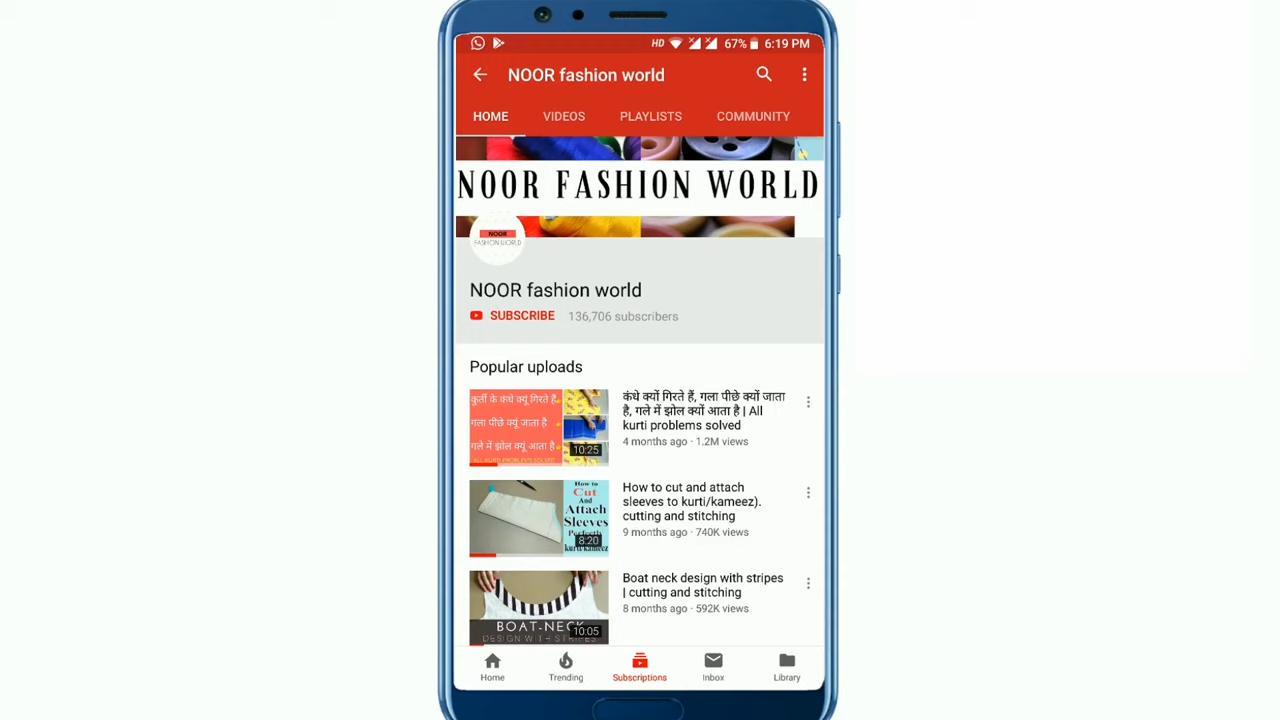 HD 67% 6:19 PM
NOOR fashion world
HOME VIDEOS PLAYLISTS COMMUNITY
NOOR FASHION WORLD
NOOR
FASHION WORLD
NOOR fashion world
SUBSCRIBE 136,706 subscribers
Popular uploads
कुर्ती के कंधे क्यूं गिरते हैं
गला पीछे क्यूं जाता है
गले में झोल क्यूं आता है
ALL KURTI PROBLEMS SOLVED
10:25
कंधे क्यों गिरते हैं, गला पीछे क्यों जाता
है, गले में झोल क्यों आता है | All
kurti problems solved
4 months ago · 1.2M views
How to
Cut
And
Attach
Sleeves
Perfectly
kurti/kameez
8:20
How to cut and attach
sleeves to kurti/kameez).
cutting and stitching
9 months ago · 740K views
BOAT-NECK
DESIGN WITH STRIPES
10:05
Boat neck design with stripes
| cutting and stitching
8 months ago · 592K views
Home Trending Subscriptions Inbox Library